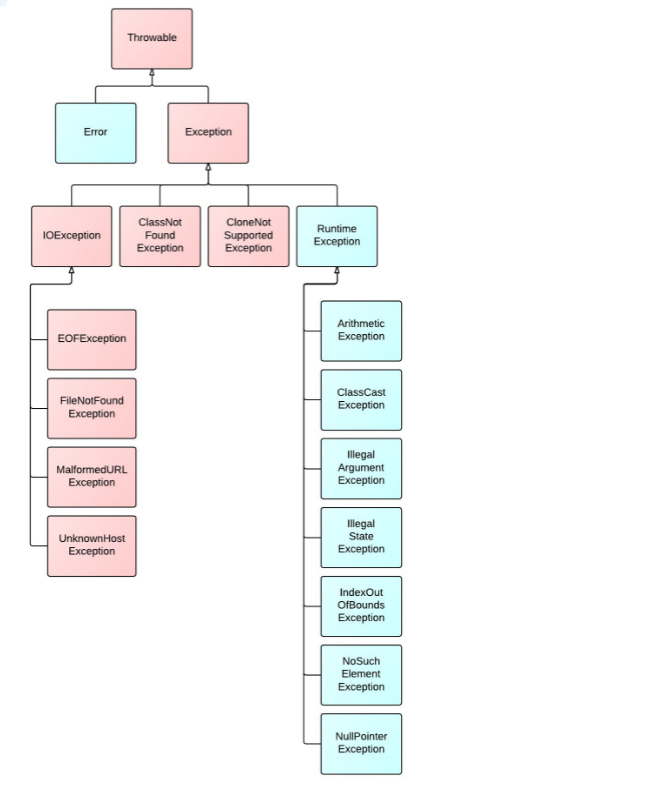 Throwable
Error
Exception
IOException
ClassNot
Found
Exception
CloneNot
Supported
Exception
Runtime
Exception
EOFException
FileNotFound
Exception
MalformedURL
Exception
UnknownHost
Exception
Arithmetic
Exception
ClassCast
Exception
Illegal
Argument
Exception
Illegal
State
Exception
IndexOut
OfBounds
Exception
NoSuch
Element
Exception
NullPointer
Exception